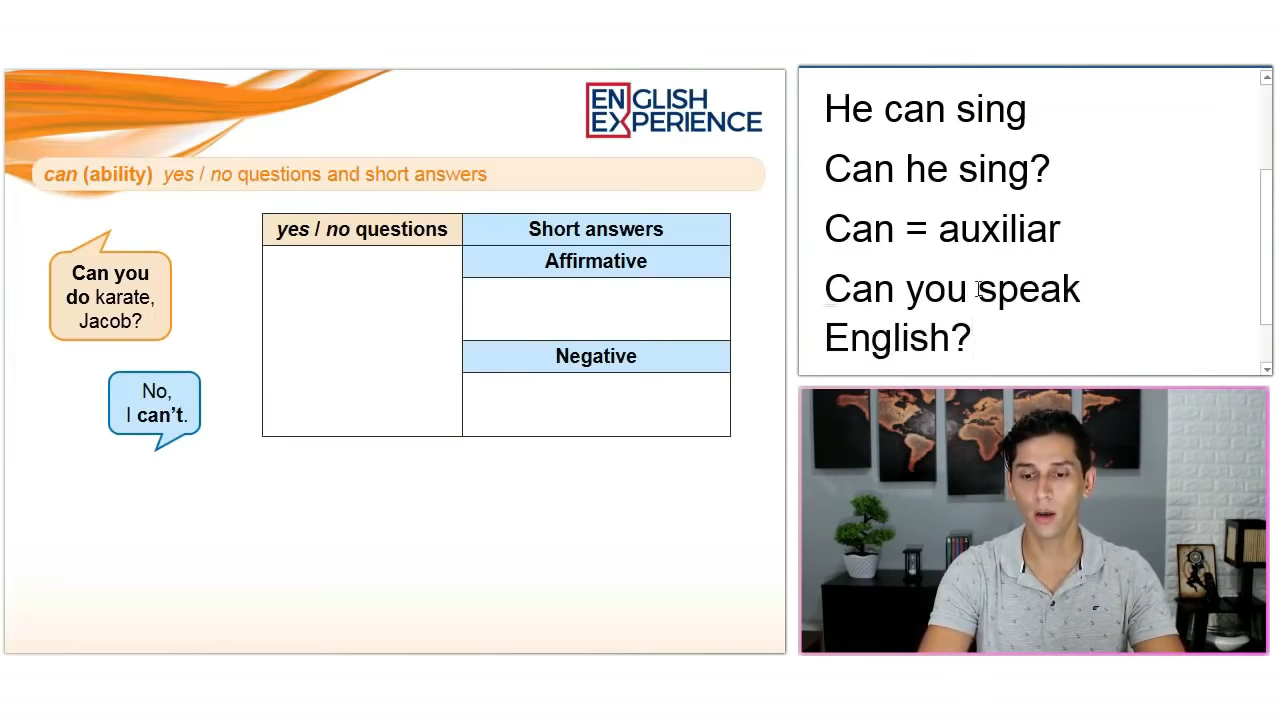 ENGLISH
EXPERIENCE
can (ability) yes / no questions and short answers
Can you
do karate,
Jacob?
No,
I can't.
yes / no questions
Short answers
Affirmative
Negative
He can sing
Can he sing?
Can = auxiliar
Can you speak
English?